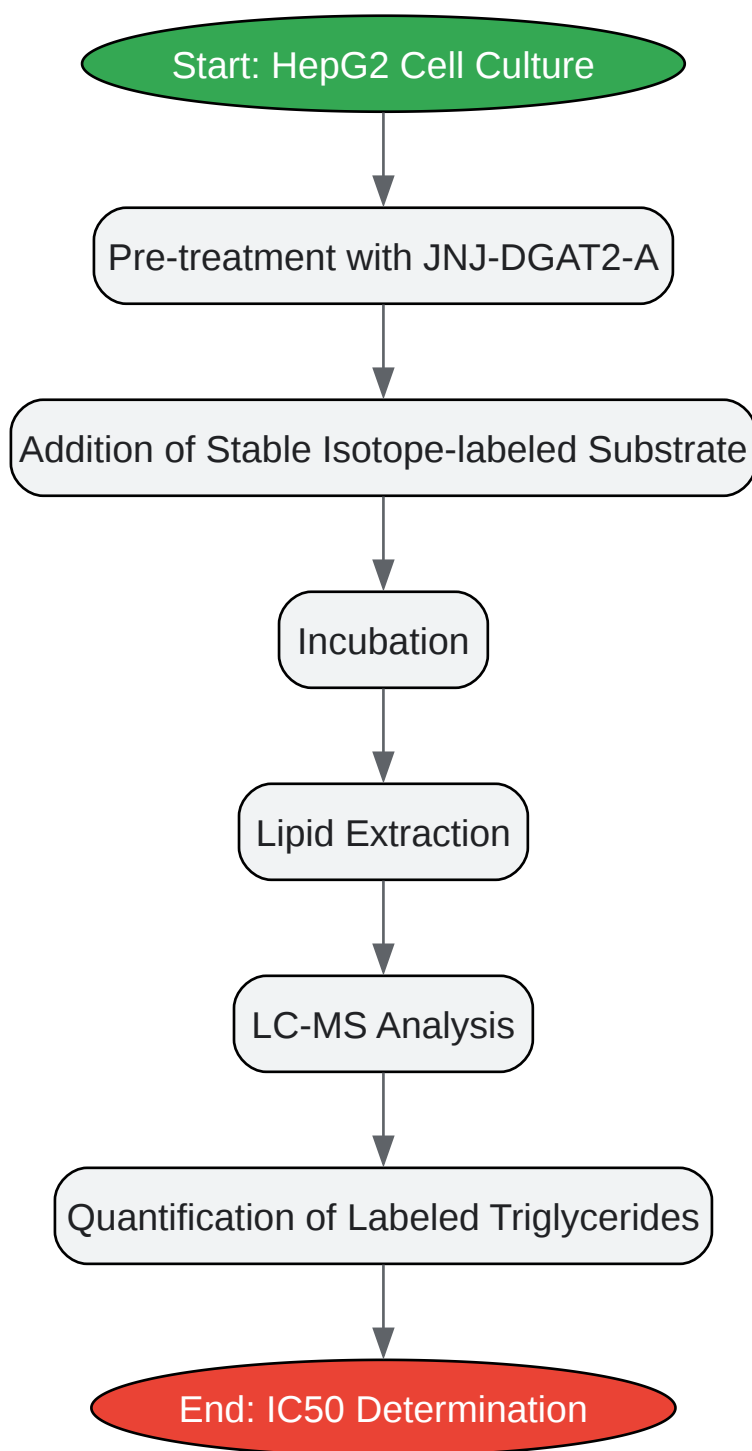 Start: HepG2 Cell Culture
Pre-treatment with JNJ-DGAT2-A
Addition of Stable Isotope-labeled Substrate
Incubation
Lipid Extraction
LC-MS Analysis
Quantification of Labeled Triglycerides
End: IC50 Determination